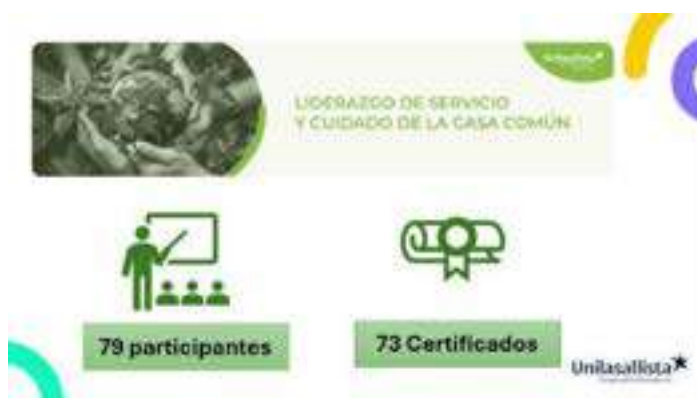 LIDERAZGO DE SERVICIO
Y CUIDADO DE LA CASA COMÚN
79 participantes
73 Certificados
Unilasallista